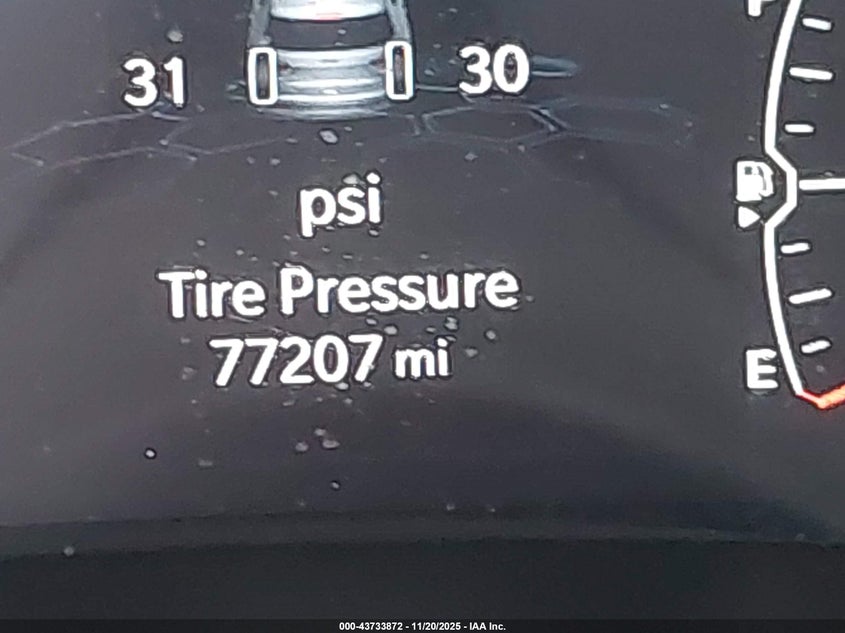 31 30
psi
Tire Pressure
77207 mi
E
000-43733872 - 11/20/2025 - IAA Inc.